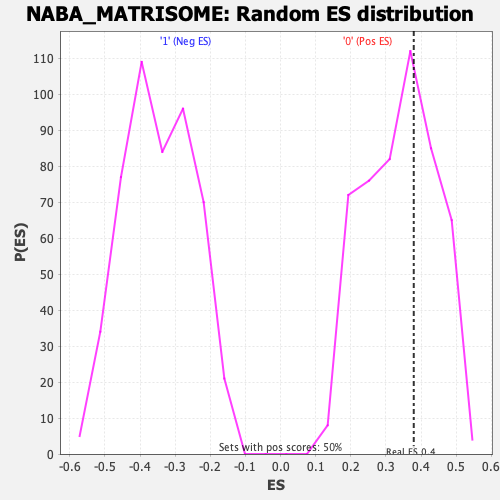 NABA_MATRISOME: Random ES distribution
'1' (Neg ES) '0' (Pos ES)
110
100
90
80
70
60
50
40
30
20
10
0
P(ES)
Sets with pos scores: 50%
Real ES 0.4
-0.6 -0.5 -0.4 -0.3 -0.2 -0.1 0.0 0.1 0.2 0.3 0.4 0.5 0.6
ES